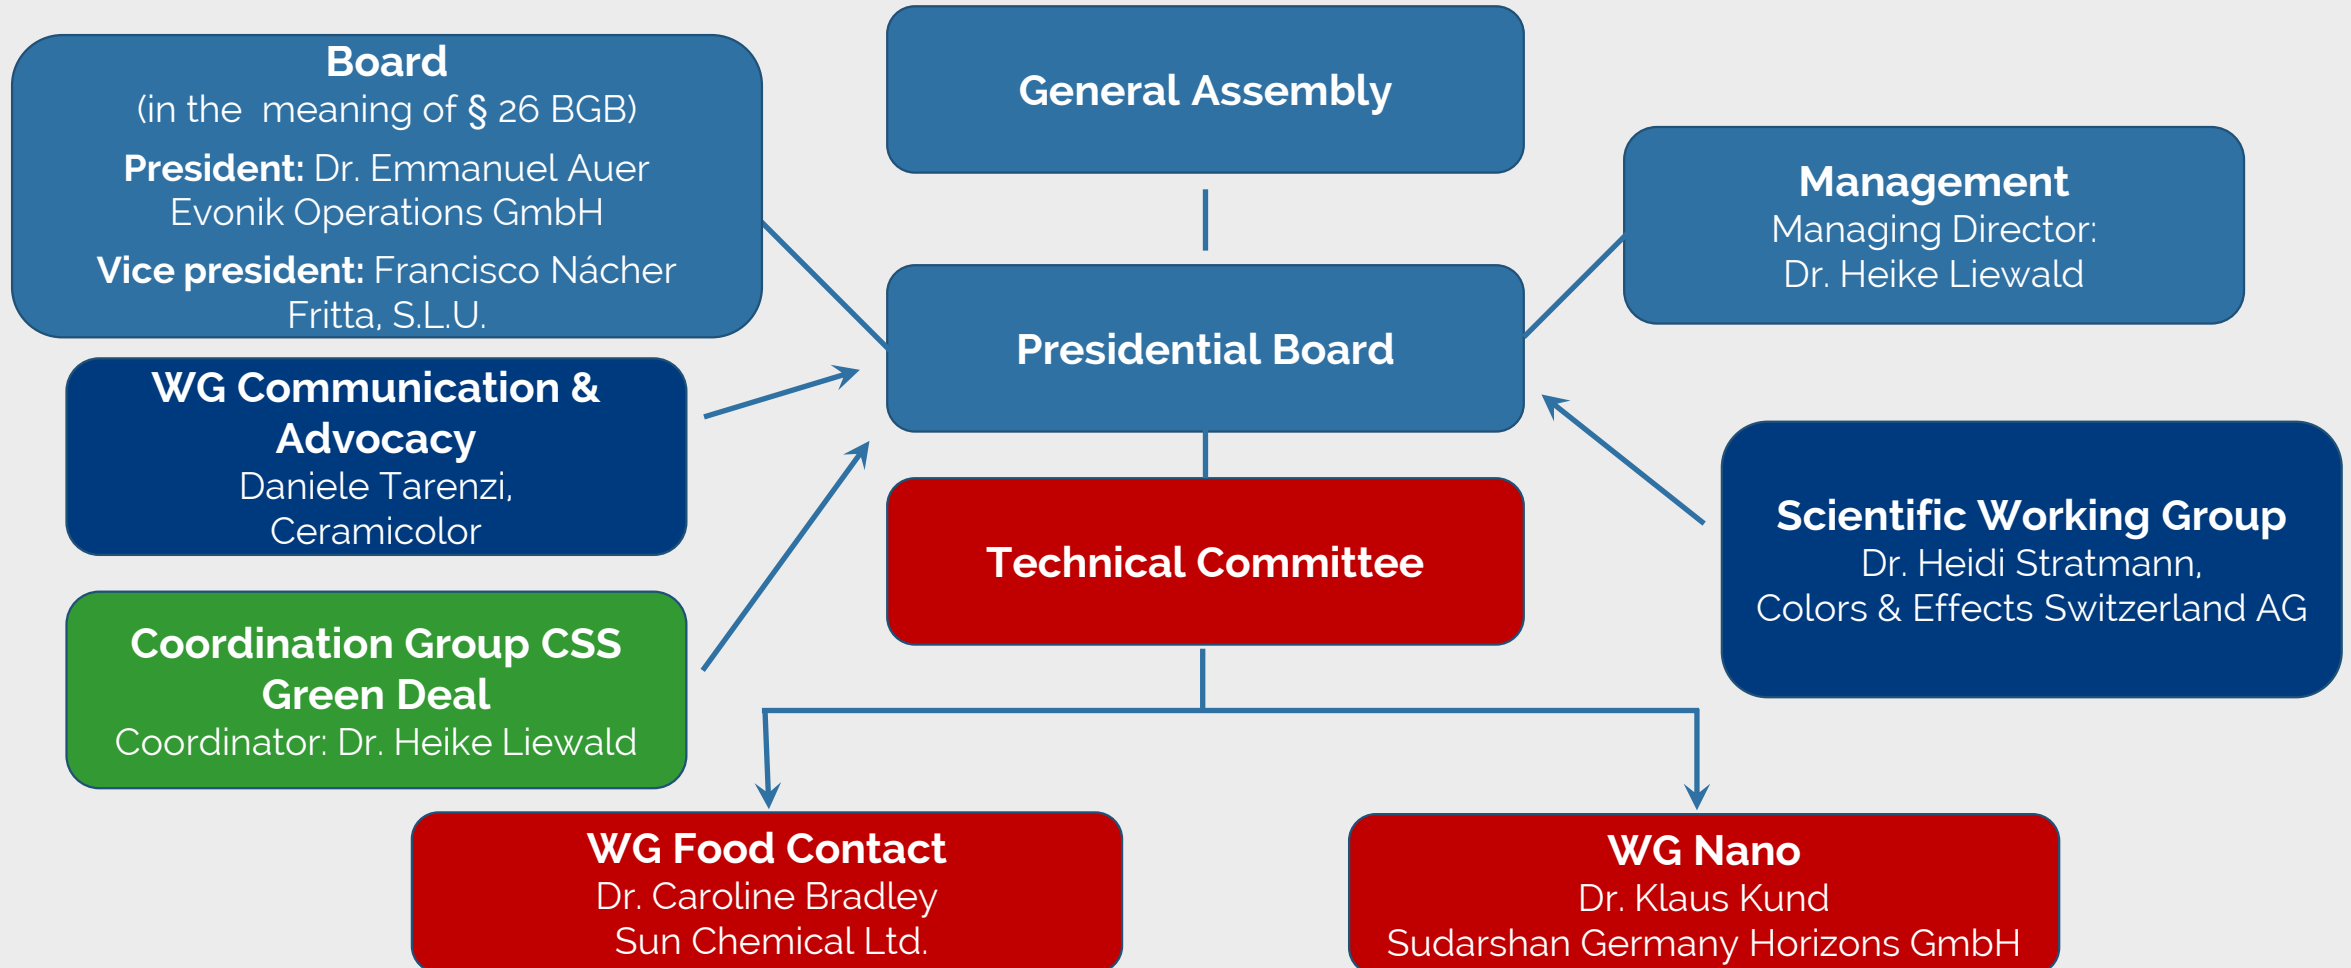 Board
(in the meaning of § 26 BGB)
President: Dr. Emmanuel Auer
Evonik Operations GmbH
Vice president: Francisco Nácher
Fritta, S.L.U.
General Assembly
Management
Managing Director:
Dr. Heike Liewald
Presidential Board
WG Communication &
Advocacy
Daniele Tarenzi,
Ceramicolor
Technical Committee
Scientific Working Group
Dr. Heidi Stratmann,
Colors & Effects Switzerland AG
Coordination Group CSS
Green Deal
Coordinator: Dr. Heike Liewald
WG Food Contact
Dr. Caroline Bradley
Sun Chemical Ltd.
WG Nano
Dr. Klaus Kund
Sudarshan Germany Horizons GmbH